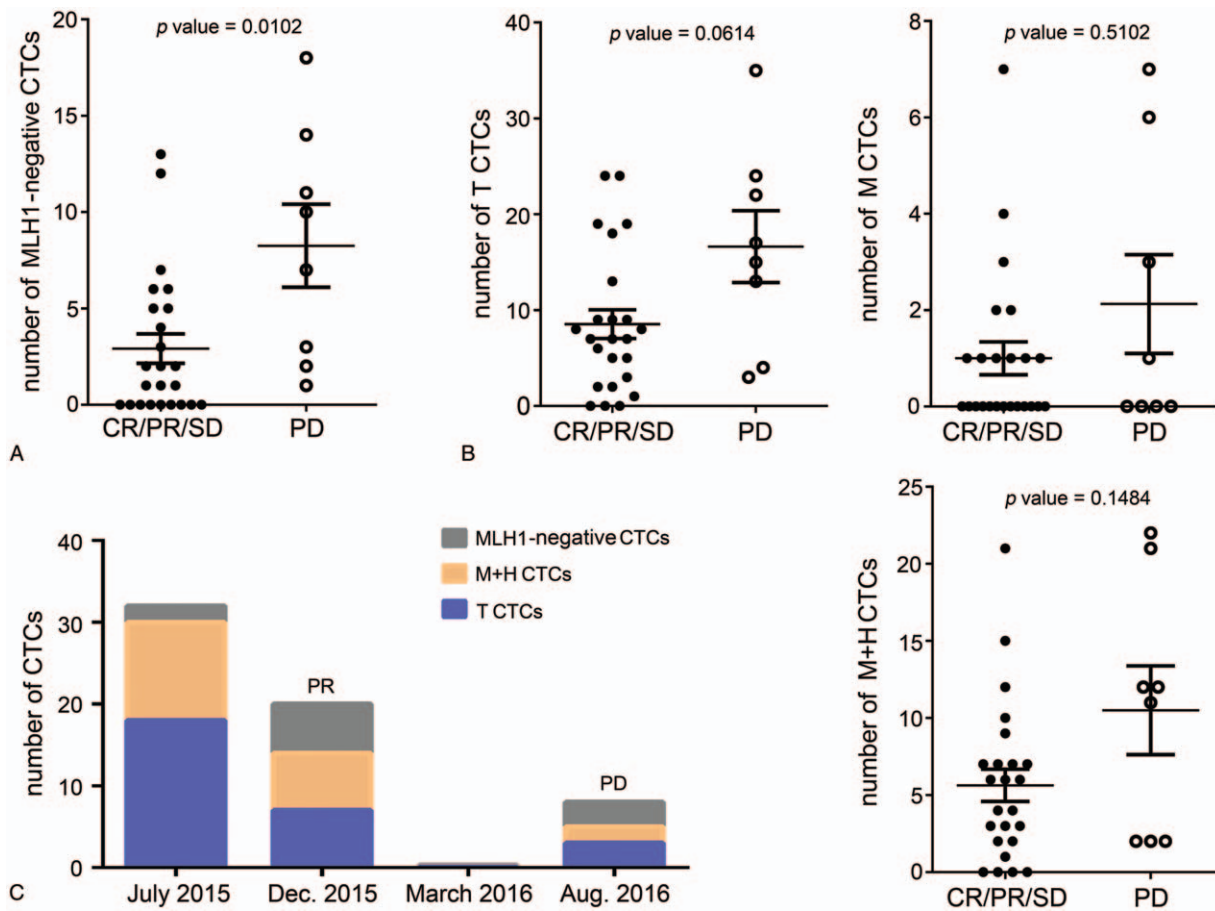 p value = 0.0102
number of MLH1-negative CTCs
20
15
10
5
0
CR/PR/SD
PD
A
p value = 0.0614
number of T CTCs
40
30
20
10
0
CR/PR/SD
PD
B
p value = 0.5102
number of M CTCs
8
6
4
2
0
CR/PR/SD
PD
MLH1-negative CTCs
M+H CTCs
T CTCs
number of CTCs
40
30
20
10
0
PR
PD
July 2015
Dec. 2015
March 2016
Aug. 2016
C
p value = 0.1484
number of M+H CTCs
25
20
15
10
5
0
CR/PR/SD
PD